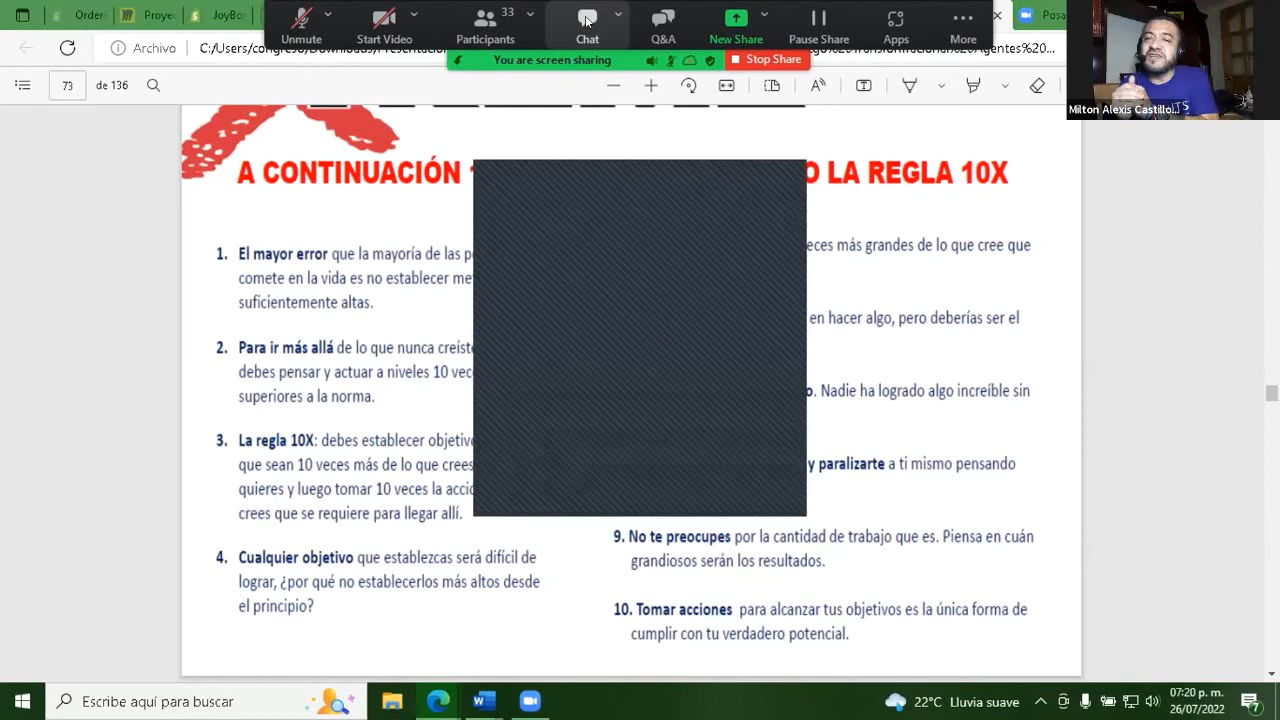 Orde
Proye
JoyBo
33
Unmute
Start Video
Participants
Chat
Q&A
New Share
Pause Share
Apps
More
Posa
You are screen sharing
Stop Share
Archivo
C:/Users/congreso/Downloads/Presentacion
73 de 136
Milton Alexis Castillo...
A CONTINUACIÓN
O LA REGLA 10X
1. El mayor error que la mayoría de las
comete en la vida es no establecer
suficientemente altas.
2. Para ir más allá de lo que nunca creíste
debes pensar y actuar a niveles 10
superiores a la norma.
3. La regla 10X: debes establecer
que sean 10 veces más de lo que crees
quieres y luego tomar 10 veces la
crees que se requiere para llegar allí.
4. Cualquier objetivo que establezcas será difícil de
lograr, ¿por qué no establecerlos más altos desde
el principio?
eces más grandes de lo que cree que
en hacer algo, pero deberías ser el
o. Nadie ha logrado algo increíble sin
y paralizarte a ti mismo pensando
9. No te preocupes por la cantidad de trabajo que es. Piensa en cuán
grandiosos serán los resultados.
10. Tomar acciones para alcanzar tus objetivos es la única forma de
cumplir con tu verdadero potencial.
Escribe aquí para buscar
22°C Lluvia suave
07:20 p. m.
26/07/2022
7